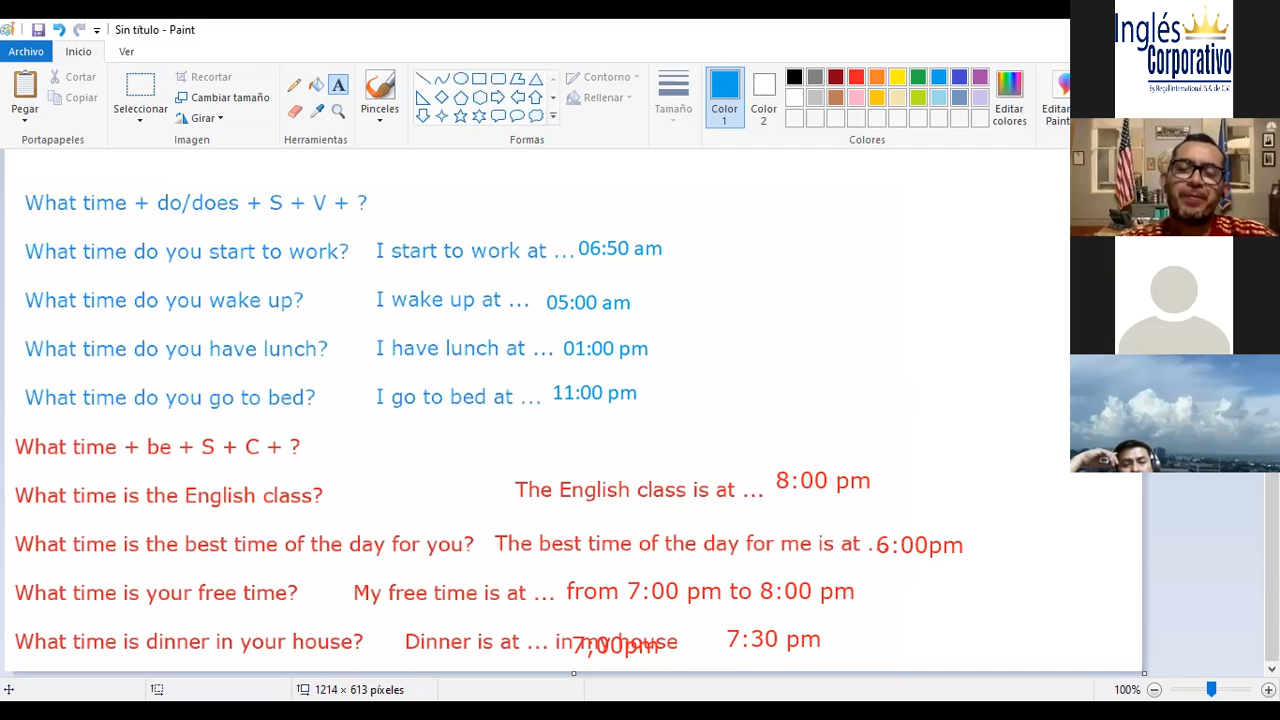 Sin título - Paint
Archivo Inicio Ver
Pegar
Cortar
Copiar
Portapapeles
Seleccionar
Recortar
Cambiar tamaño
Girar
Imagen
A
Herramientas
Pinceles
Contorno
Rellenar
Formas
Tamaño
Color 1
Color 2
Editar colores
Colores
Editar
Paint
Inglés
Corporativo
What time + do/does + S + V + ?
What time do you start to work? I start to work at ... 06:50 am
What time do you wake up? I wake up at ... 05:00 am
What time do you have lunch? I have lunch at ... 01:00 pm
What time do you go to bed? I go to bed at ... 11:00 pm
What time + be + S + C + ?
What time is the English class? The English class is at ... 8:00 pm
What time is the best time of the day for you? The best time of the day for me is at ... 6:00pm
What time is your free time? My free time is at ... from 7:00 pm to 8:00 pm
What time is dinner in your house? Dinner is at ... in my house 7;00pm 7:30 pm
1214 × 613 píxeles
100%